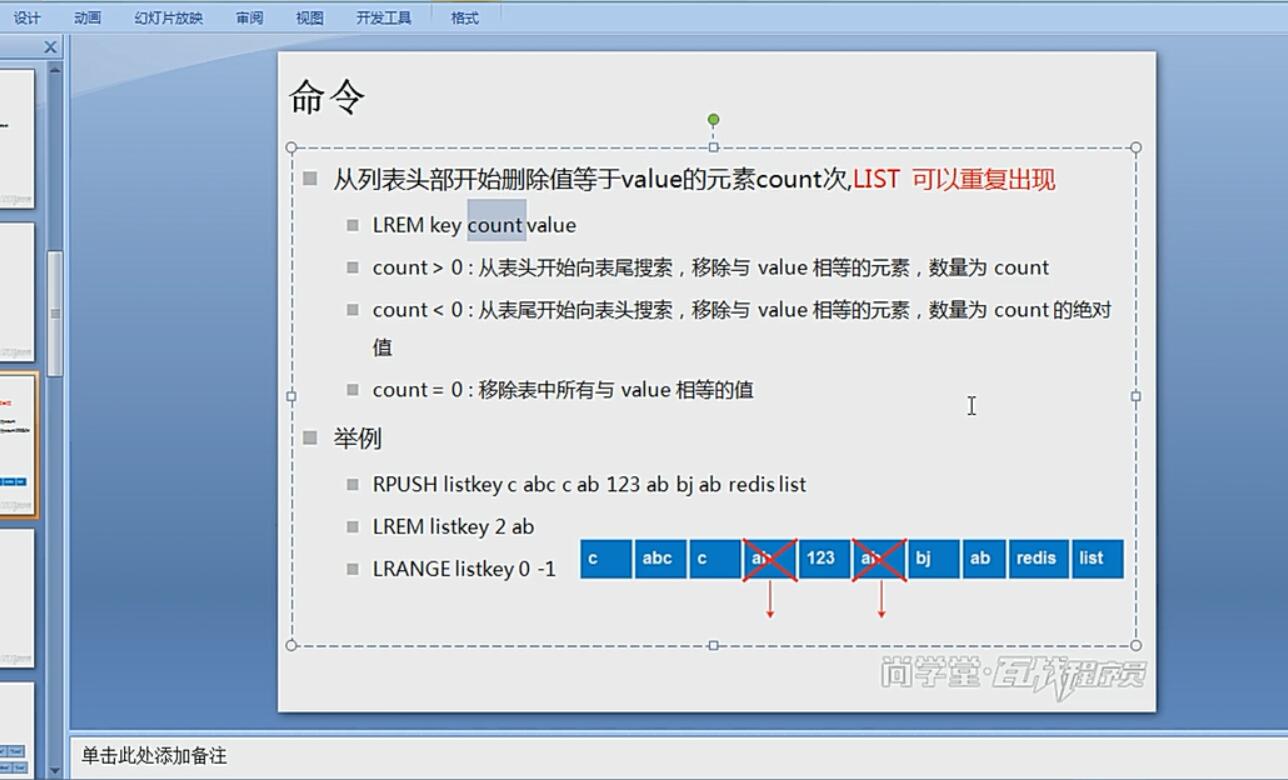 设计 动画 幻灯片放映 审阅 视图 开发工具 格式
命令
从列表头部开始删除值等于value的元素count次,LIST 可以重复出现
LREM key count value
count > 0 : 从表头开始向表尾搜索，移除与 value 相等的元素，数量为 count
count < 0 : 从表尾开始向表头搜索，移除与 value 相等的元素，数量为 count 的绝对
值
count = 0 : 移除表中所有与 value 相等的值
举例
RPUSH listkey c abc c ab 123 ab bj ab redis list
LREM listkey 2 ab
LRANGE listkey 0 -1
c abc c ab 123 ab bj ab redis list
尚学堂·百战程序员
单击此处添加备注